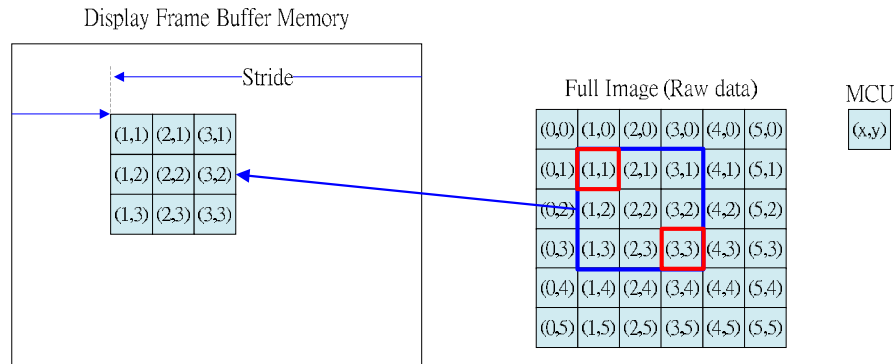 Display Frame Buffer Memory
Stride
(1,1) (2,1) (3,1)
(1,2) (2,2) (3,2)
(1,3) (2,3) (3,3)
Full Image (Raw data)
(0,0) (1,0) (2,0) (3,0) (4,0) (5,0)
(0,1) (1,1) (2,1) (3,1) (4,1) (5,1)
(0,2) (1,2) (2,2) (3,2) (4,2) (5,2)
(0,3) (1,3) (2,3) (3,3) (4,3) (5,3)
(0,4) (1,4) (2,4) (3,4) (4,4) (5,4)
(0,5) (1,5) (2,5) (3,5) (4,5) (5,5)
MCU
(x,y)